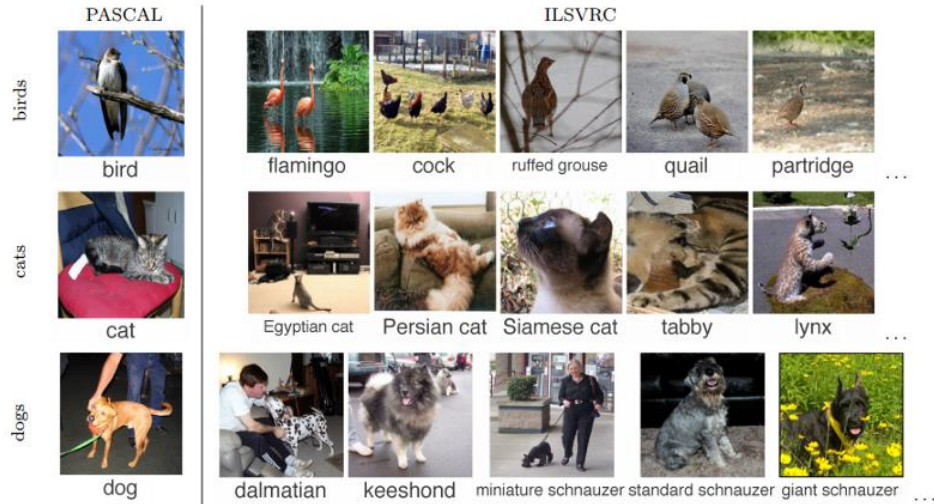 PASCAL
ILSVRC
birds
bird
flamingo
cock
ruffed grouse
quail
partridge
...
cats
cat
Egyptian cat
Persian cat
Siamese cat
tabby
lynx
...
dogs
dog
dalmatian
keeshond
miniature schnauzer
standard schnauzer
giant schnauzer
...